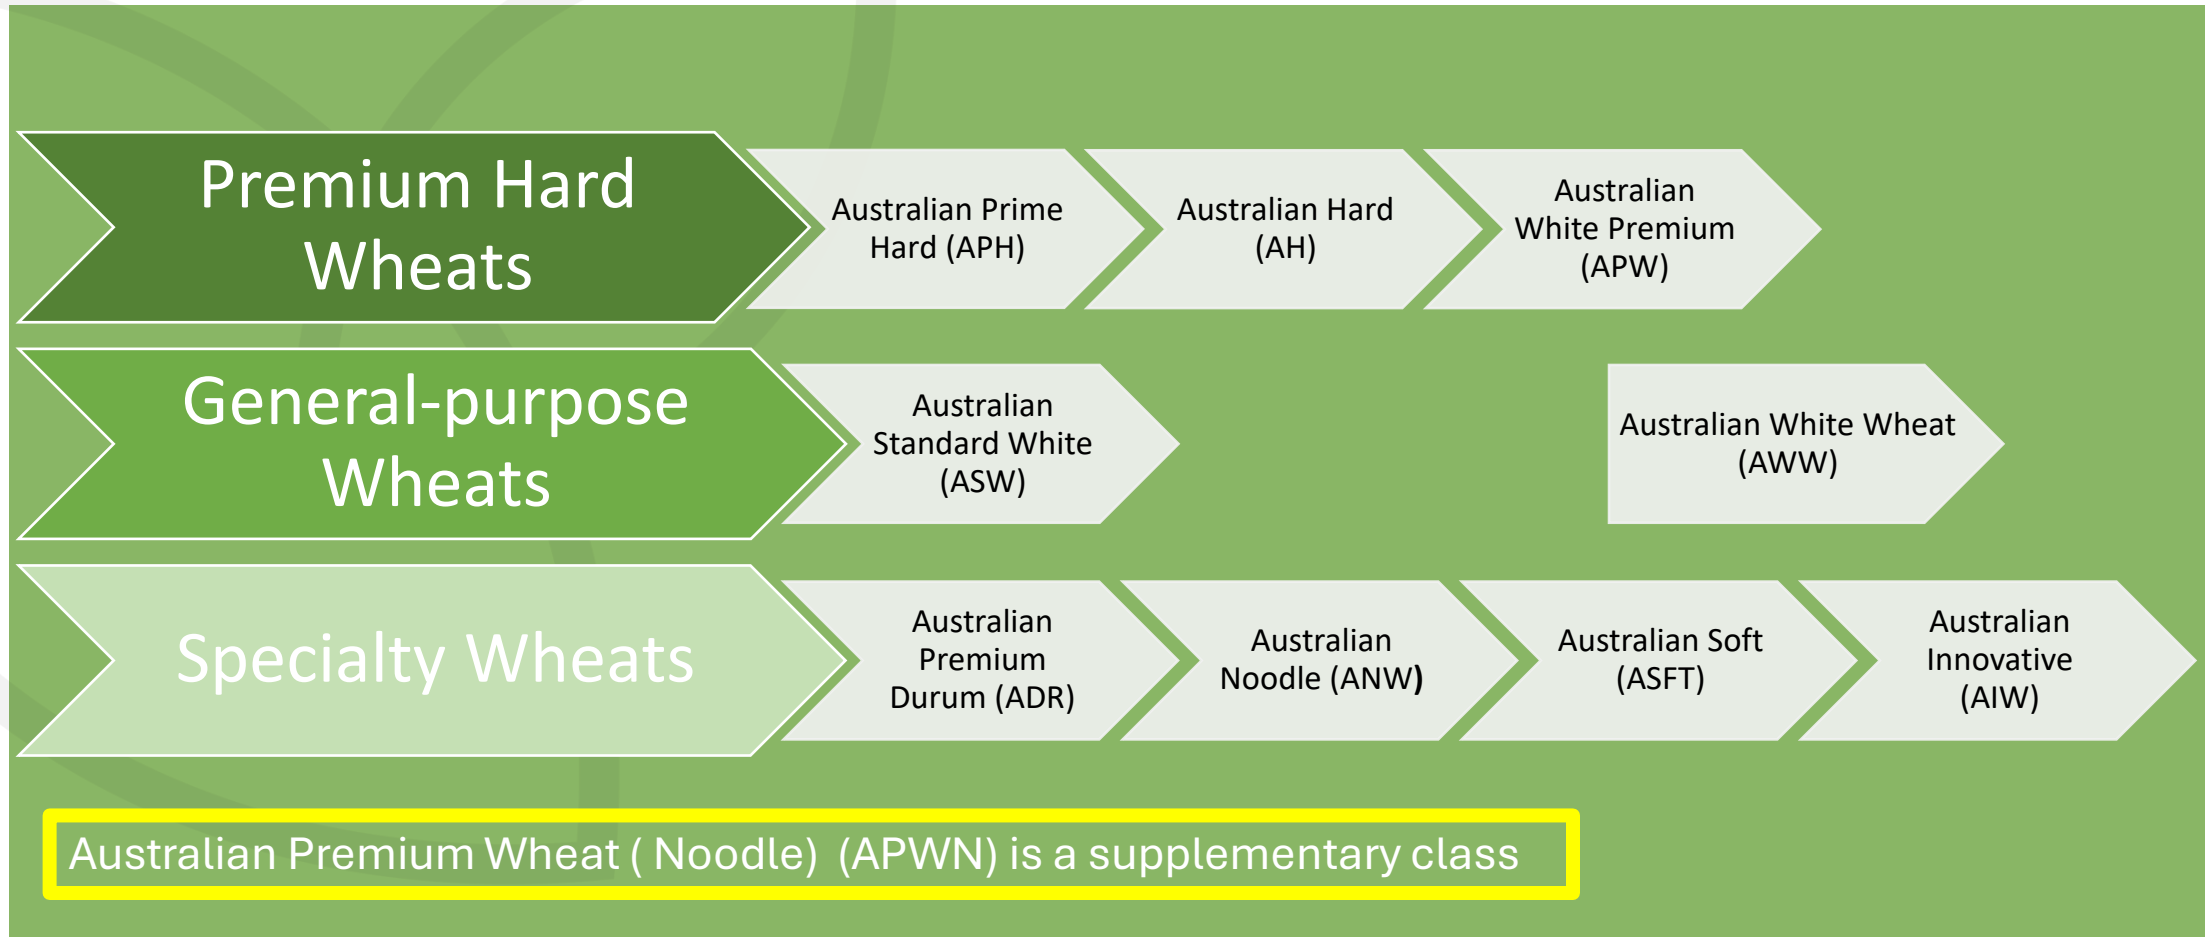 Premium Hard
Wheats
Australian Prime
Hard (APH)
Australian Hard
(AH)
Australian
White Premium
(APW)
General-purpose
Wheats
Australian
Standard White
(ASW)
Australian White Wheat
(AWW)
Specialty Wheats
Australian
Premium
Durum (ADR)
Australian
Noodle (ANW)
Australian Soft
(ASFT)
Australian
Innovative
(AIW)
Australian Premium Wheat ( Noodle)  (APWN) is a supplementary class